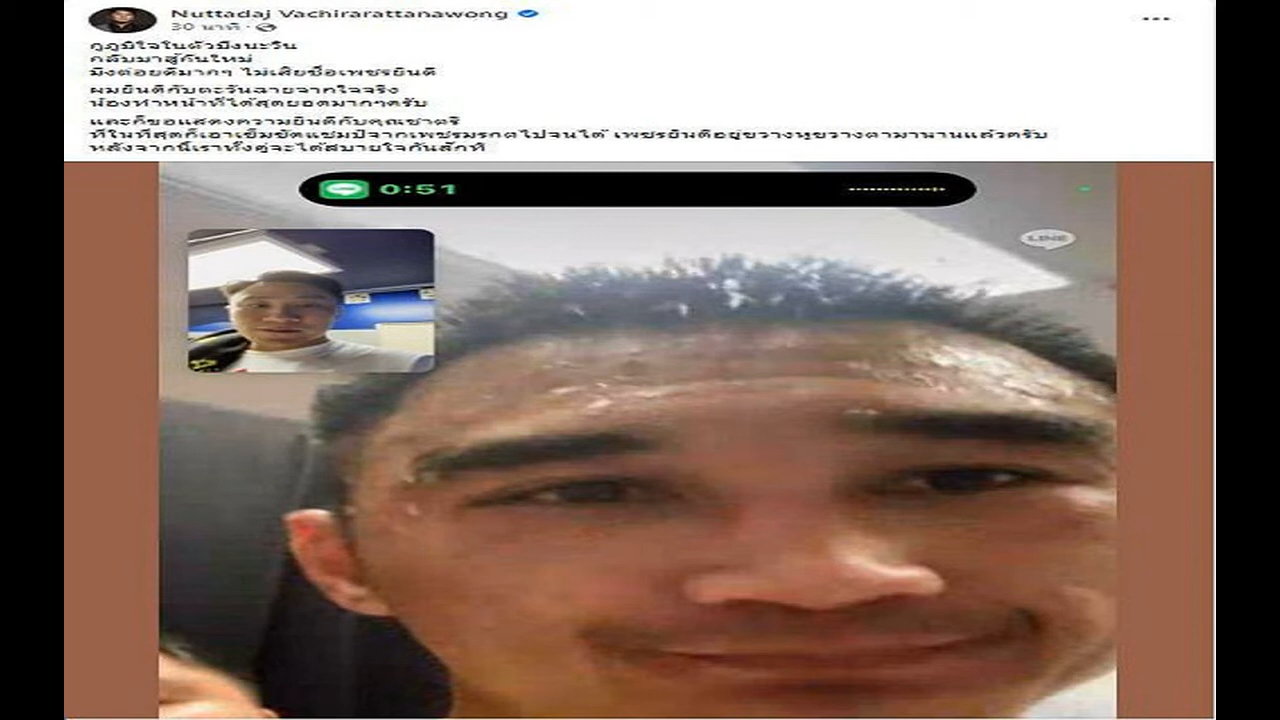 Nuttadaj Vachirarattanawong
30 นาที ·
กูภูมิใจในตัวมึงนะวัน
กลับมาสู้กันใหม่
มึงต่อยดีมากๆ ไม่เสียชื่อเพชรยินดี
ผมยินดีกับตะวันฉายจากใจจริง
น้องทำหน้าที่ได้สุดยอดมากๆครับ
และก็ขอแสดงความยินดีกับคุณชาตรี
ที่ในที่สุดก็เอาเข็มขัดแชมป์จากเพชรมรกตไปจนได้ เพชรยินดีอยู่ขวางหูขวางตามานานแล้วครับ
หลังจากนี้เราทั้งคู่จะได้สบายใจกันสักที
0:51
LINE